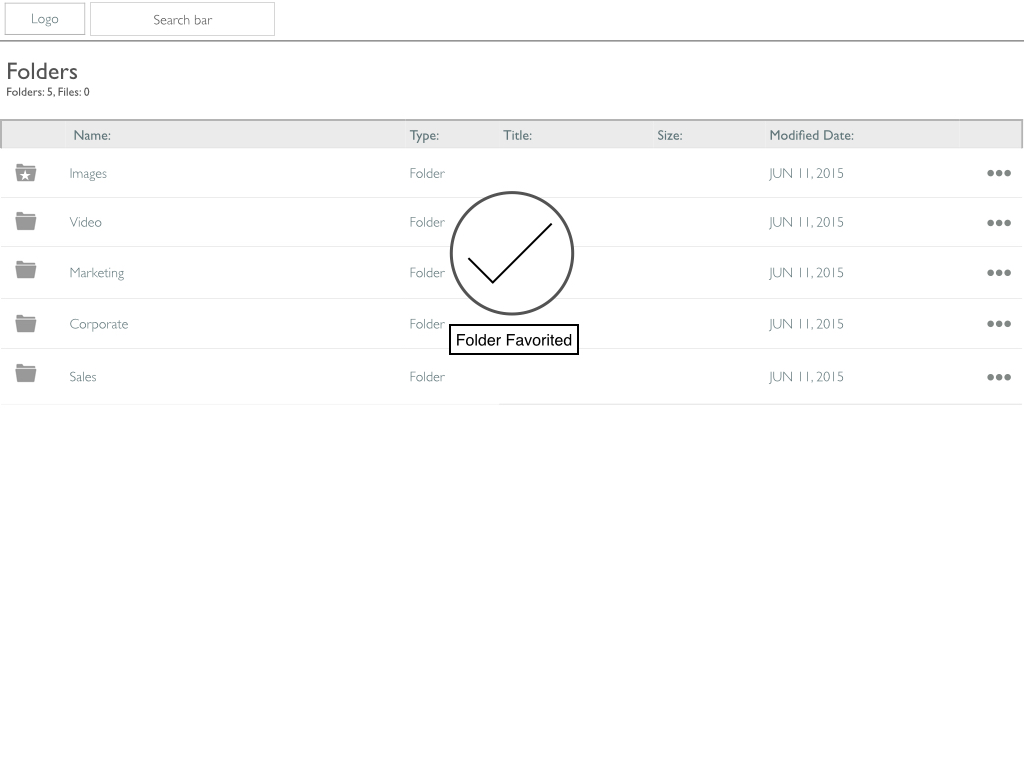 Logo
Search bar
Folders
Folders: 5, Files: 0
Name: Type: Title: Size: Modified Date:
Images Folder JUN 11, 2015
Video Folder JUN 11, 2015
Marketing Folder JUN 11, 2015
Corporate Folder JUN 11, 2015
Folder Favorited
Sales Folder JUN 11, 2015